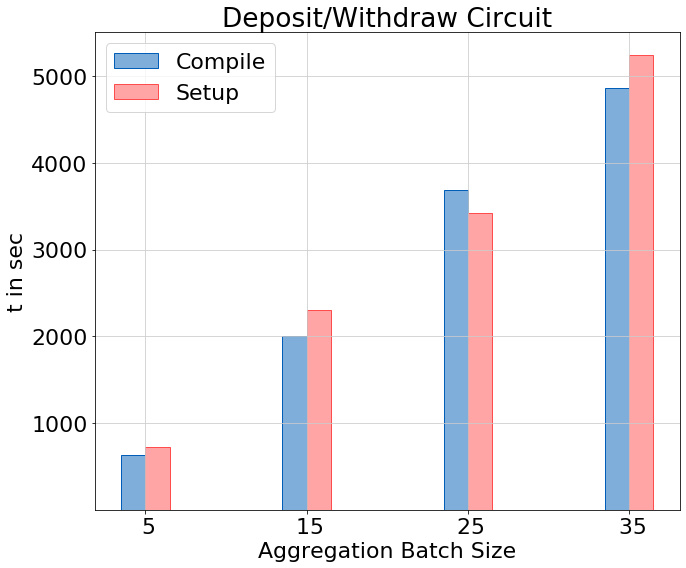 Deposit/Withdraw Circuit
Compile
Setup
5000
4000
3000
2000
1000
t in sec
5 15 25 35
Aggregation Batch Size